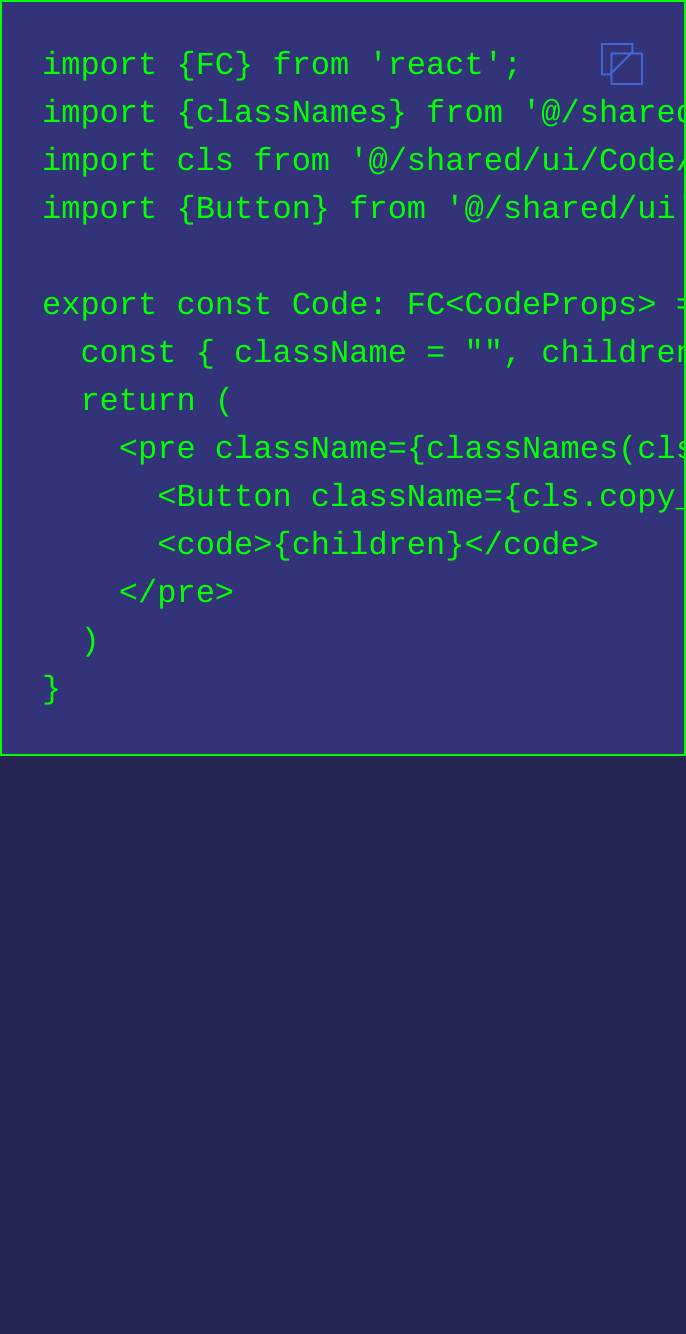 import {FC} from 'react';
import {classNames} from '@/shared
import cls from '@/shared/ui/Code/
import {Button} from '@/shared/ui'
export const Code: FC<CodeProps> =
const { className = "", children
return (
<pre className={classNames(cls
<Button className={cls.copy_
<code>{children}</code>
</pre>
)
}